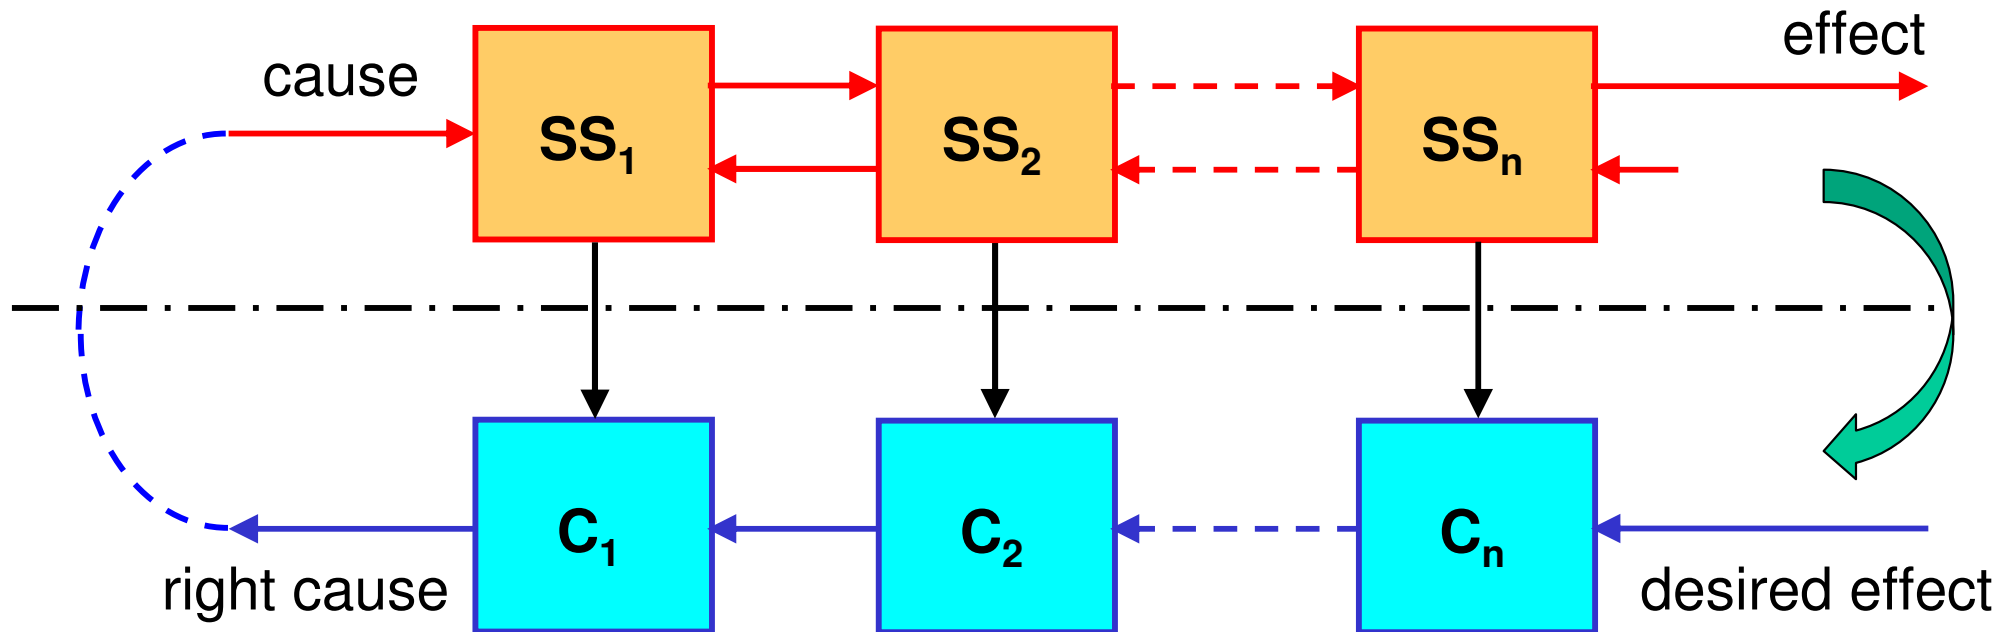 effect
cause
SS₁
SS₂
SSₙ
C₁
C₂
Cₙ
right cause
desired effect